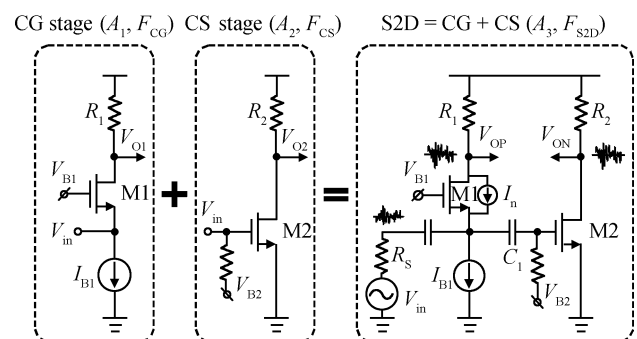 CG stage (A1, FCG)
CS stage (A2, FCS)
S2D = CG + CS (A3, FS2D)
R1
VO1
VB1
M1
Vin
IB1
+
R2
VO2
Vin
M2
VB2
=
R1
R2
VOP
VON
VB1
M1
In
M2
RS
C1
IB1
Vin
VB2